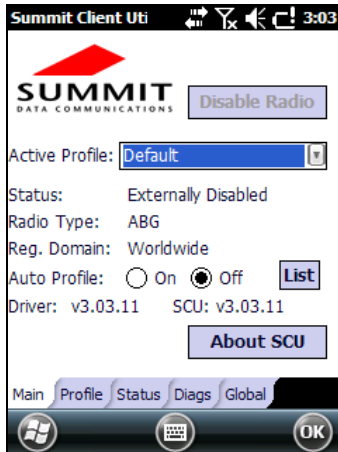 Summit Client Uti 3:03
SUMMIT
DATA COMMUNICATIONS
Disable Radio
Active Profile: Default
Status: Externally Disabled
Radio Type: ABG
Reg. Domain: Worldwide
Auto Profile: On Off List
Driver: v3.03.11 SCU: v3.03.11
About SCU
Main Profile Status Diags Global
OK